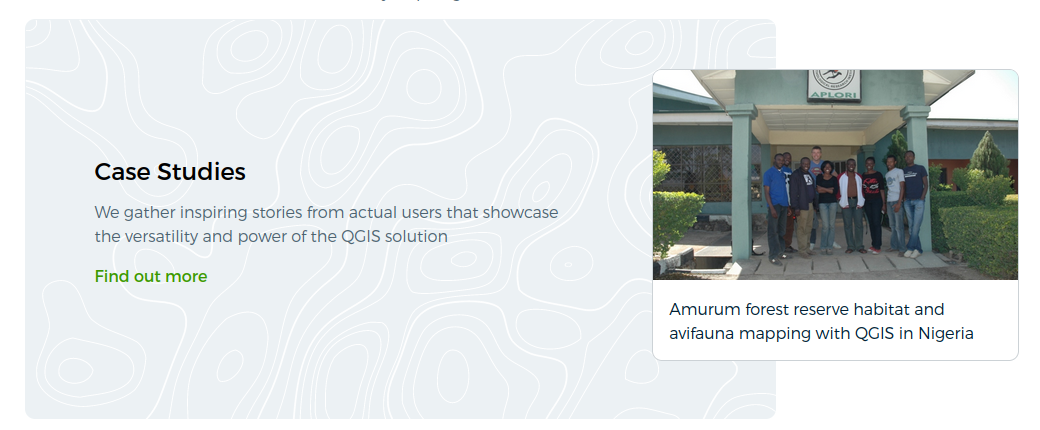 Case Studies
We gather inspiring stories from actual users that showcase
the versatility and power of the QGIS solution
Find out more
APLORI
Amurum forest reserve habitat and
avifauna mapping with QGIS in Nigeria